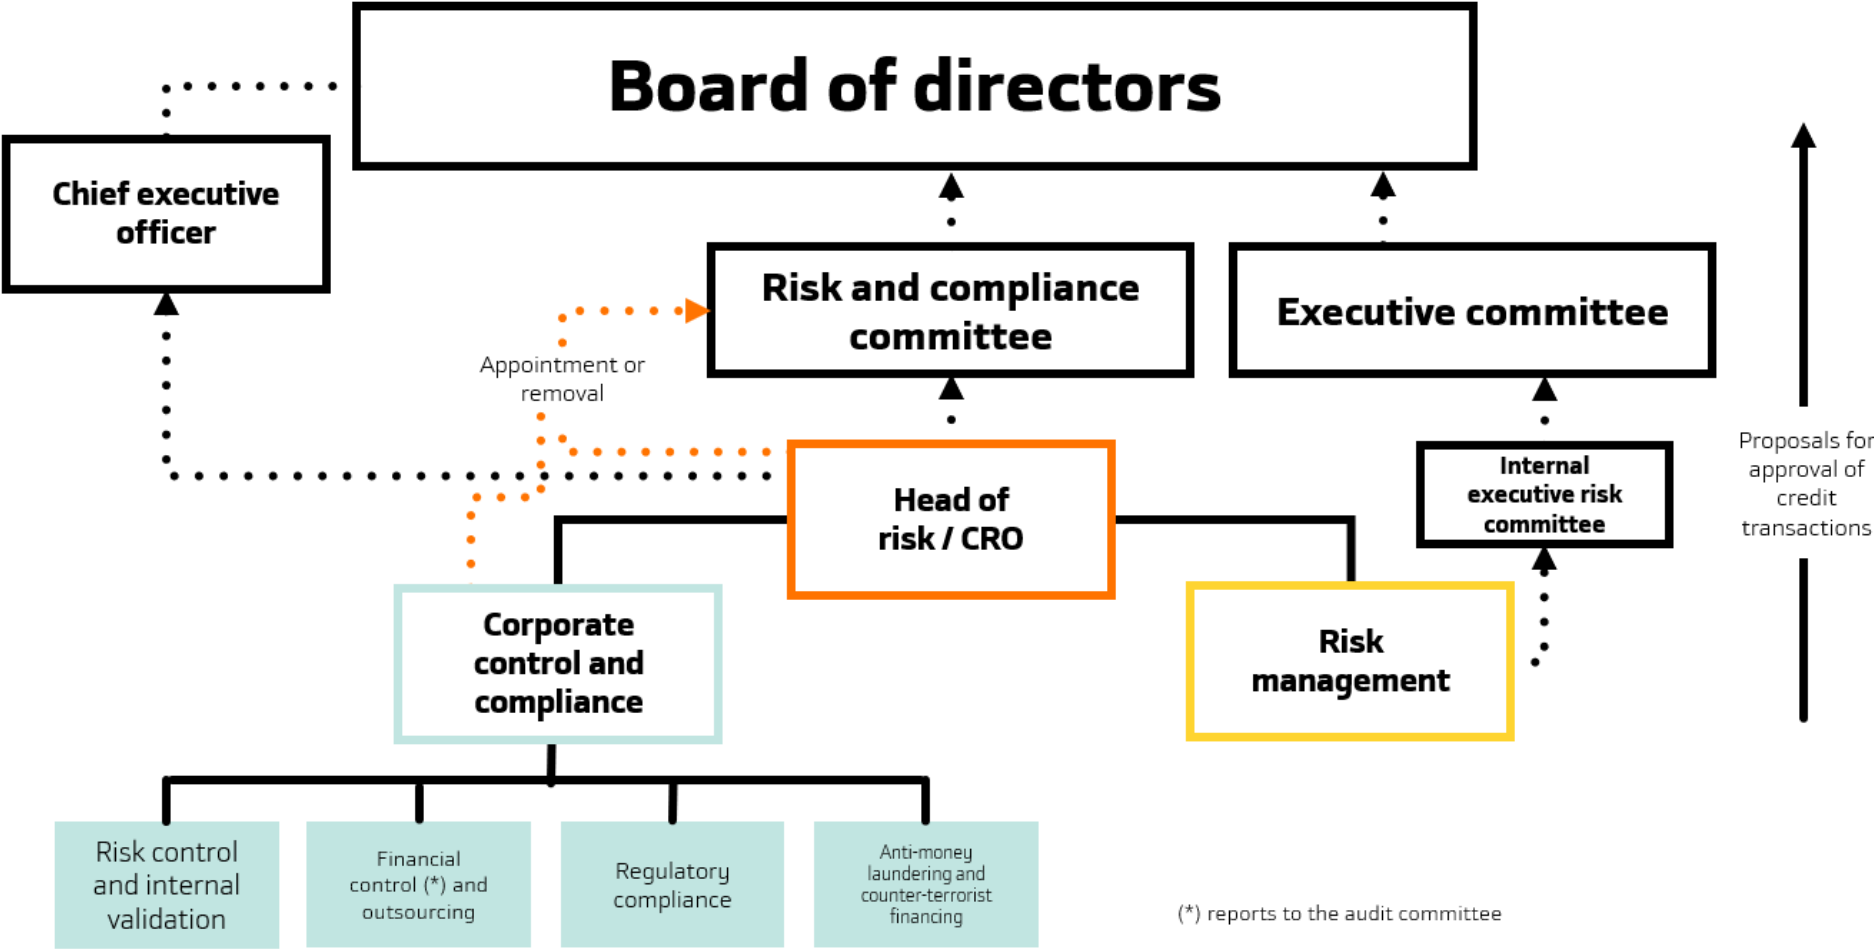 Board of directors
Chief executive
officer
Risk and compliance
committee
Executive committee
Appointment or
removal
Head of
risk / CRO
Internal
executive risk
committee
Proposals for
approval of
credit
transactions
Corporate
control and
compliance
Risk
management
Risk control
and internal
validation
Financial
control (*) and
outsourcing
Regulatory
compliance
Anti-money
laundering and
counter-terrorist
financing
(*) reports to the audit committee